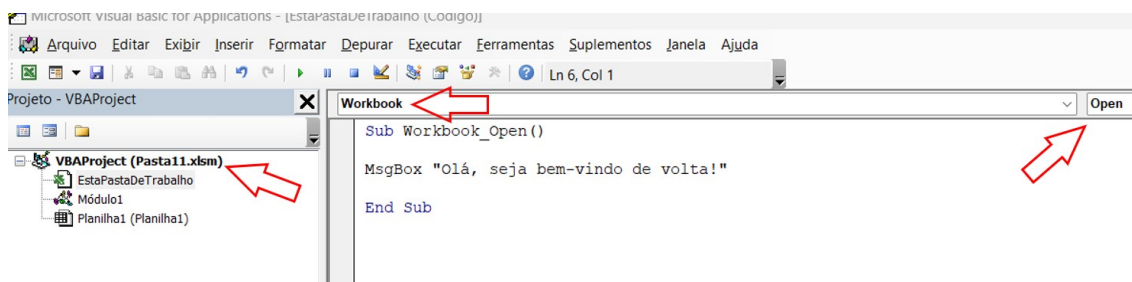 Microsoft Visual Basic for Applications - [EstaPastaDeTrabalho (Código)]
Arquivo Editar Exibir Inserir Formatar Depurar Executar Ferramentas Suplementos Janela Ajuda
Ln 6, Col 1
Projeto - VBAProject
Workbook
Open
VBAProject (Pasta11.xlsm)
EstaPastaDeTrabalho
Módulo1
Planilha1 (Planilha1)
Sub Workbook_Open()
MsgBox "Olá, seja bem-vindo de volta!"
End Sub